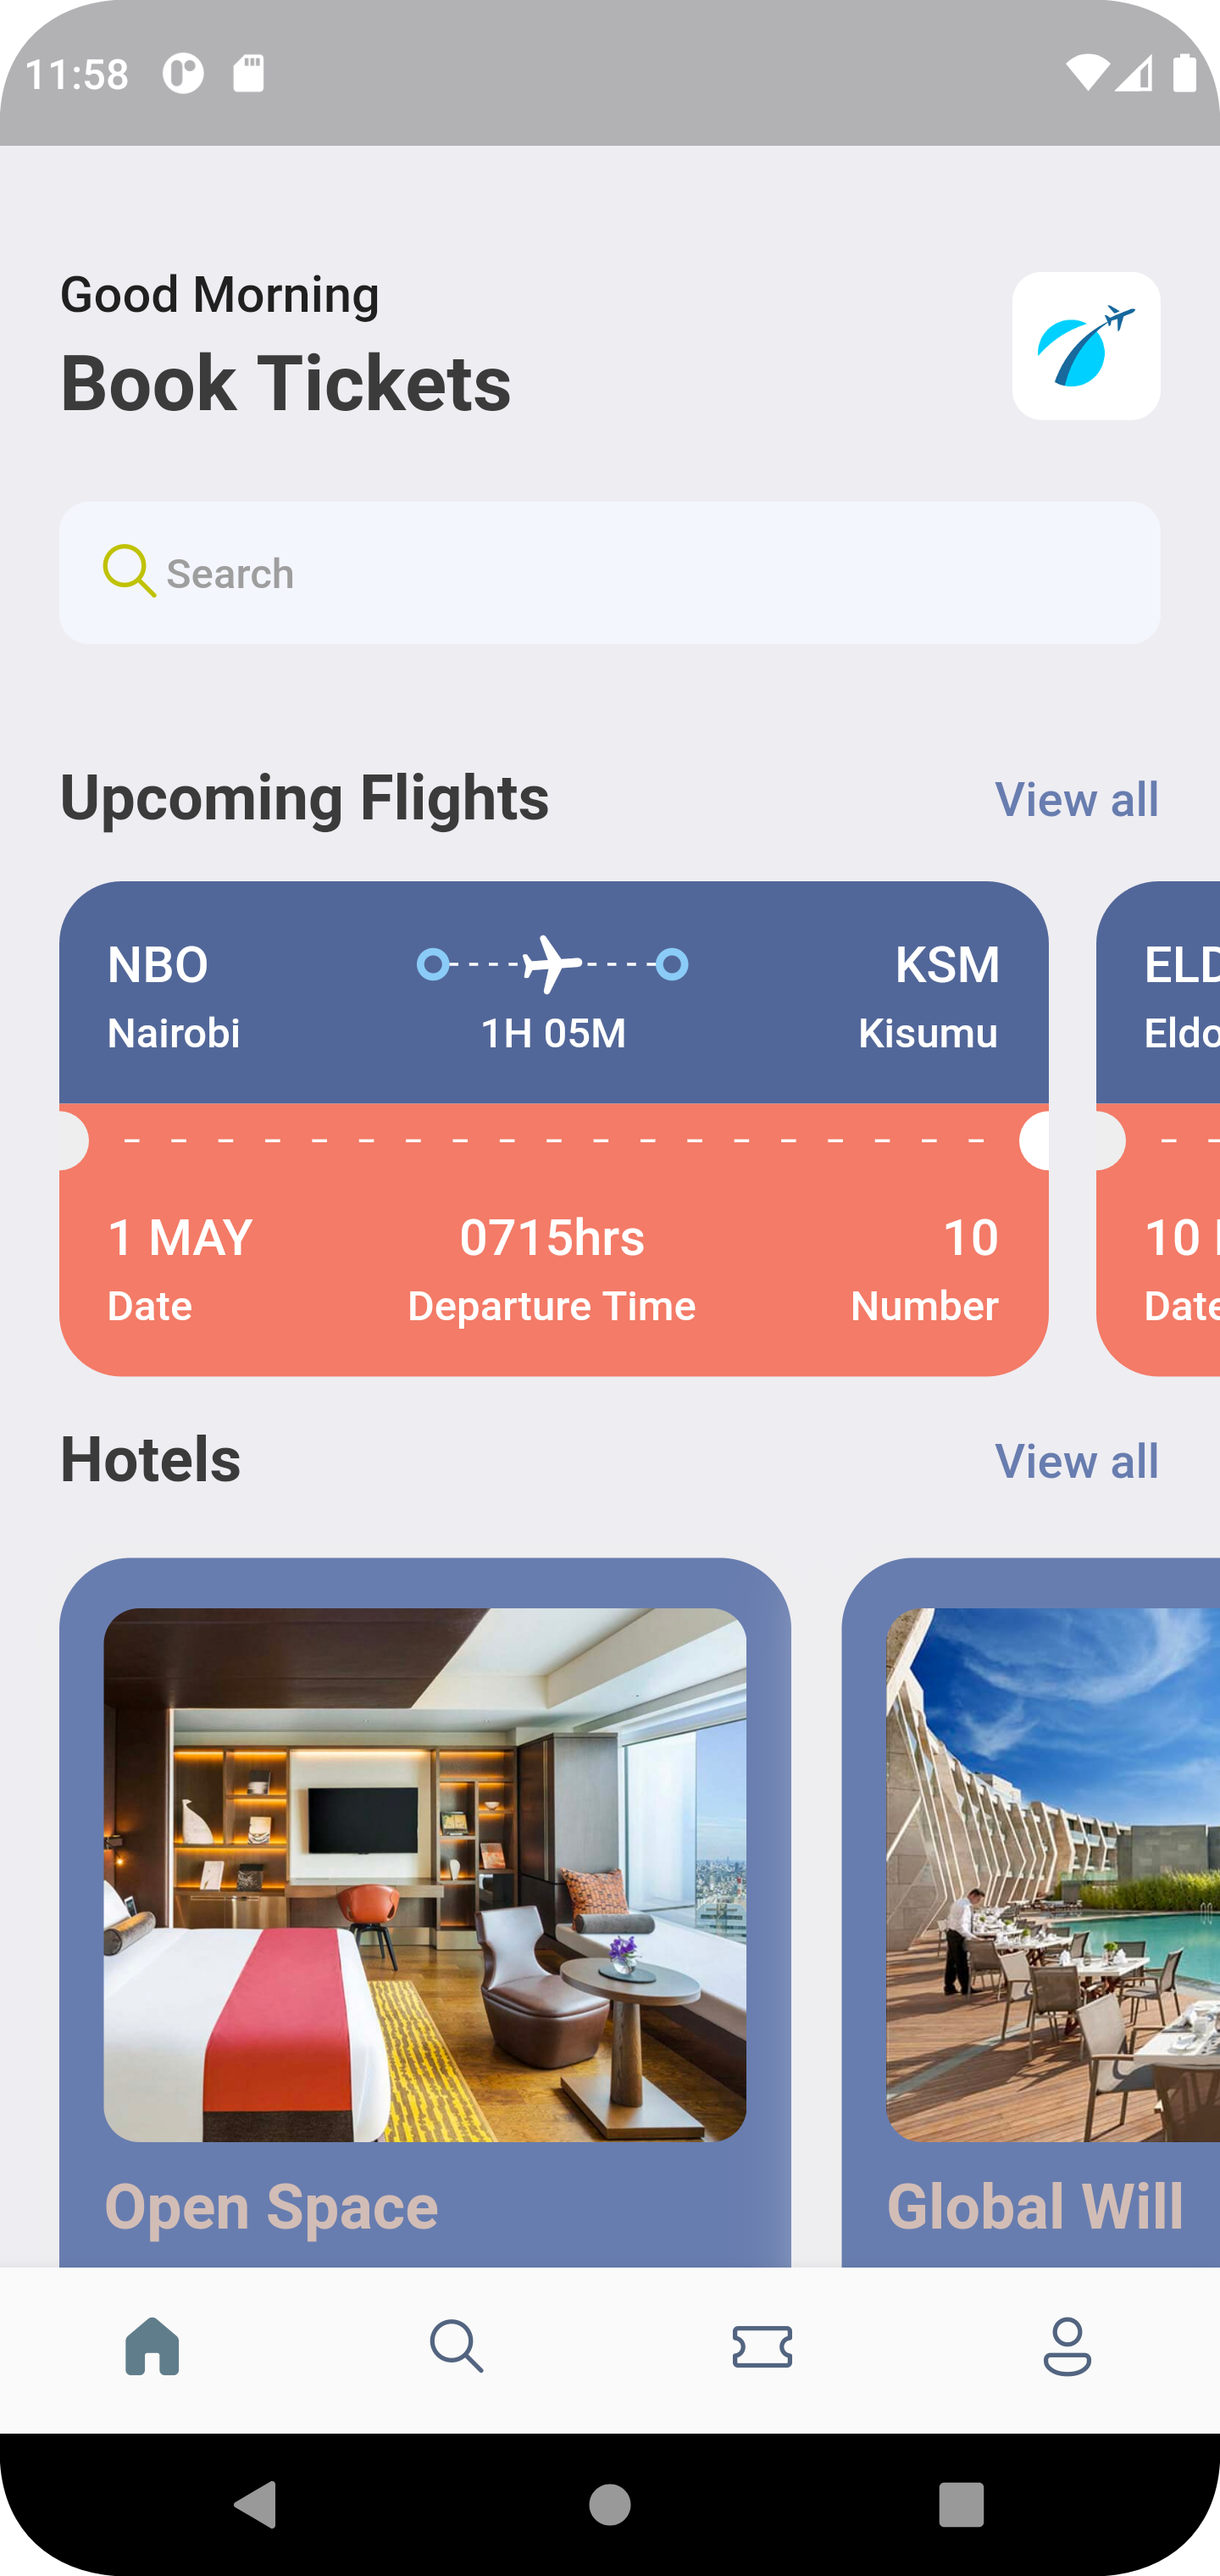 11:58
Good Morning
Book Tickets
Search
Upcoming Flights View all
NBO KSM ELD
Nairobi 1H 05M Kisumu Eldo
1 MAY 0715hrs 10 10
Date Departure Time Number Date
Hotels View all
Open Space Global Will